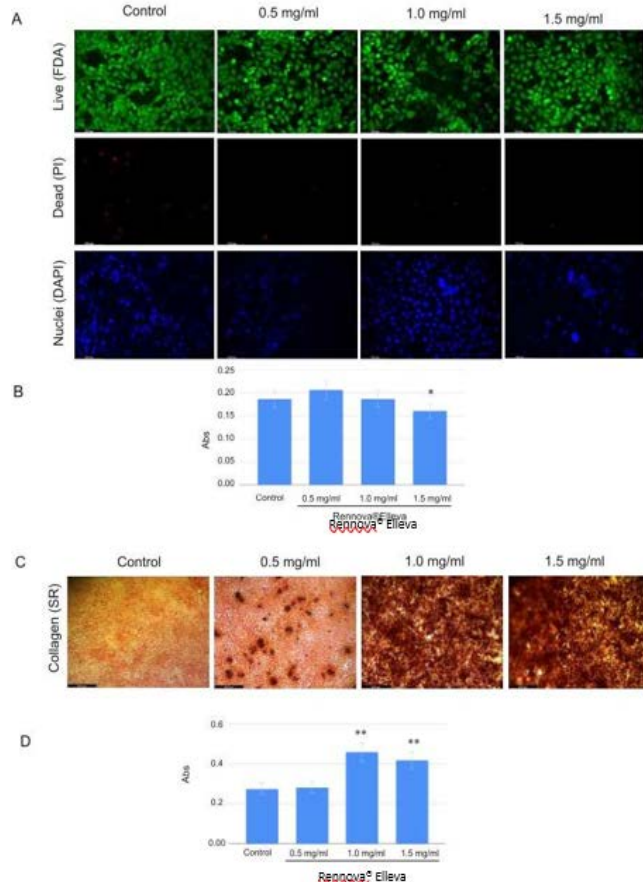 A
Control 0.5 mg/ml 1.0 mg/ml 1.5 mg/ml
Live (FDA)
Dead (PI)
Nuclei (DAPI)
B
0.25
0.20
0.15
0.10
0.05
0.00
Abs
*
Control 0.5 mg/ml 1.0 mg/ml 1.5 mg/ml
Rennova®Elleva
Rennova® Elleva
C
Control 0.5 mg/ml 1.0 mg/ml 1.5 mg/ml
Collagen (SR)
D
0.6
0.4
0.2
0.00
Abs
** **
Control 0.5 mg/ml 1.0 mg/ml 1.5 mg/ml
Rennova® Elleva